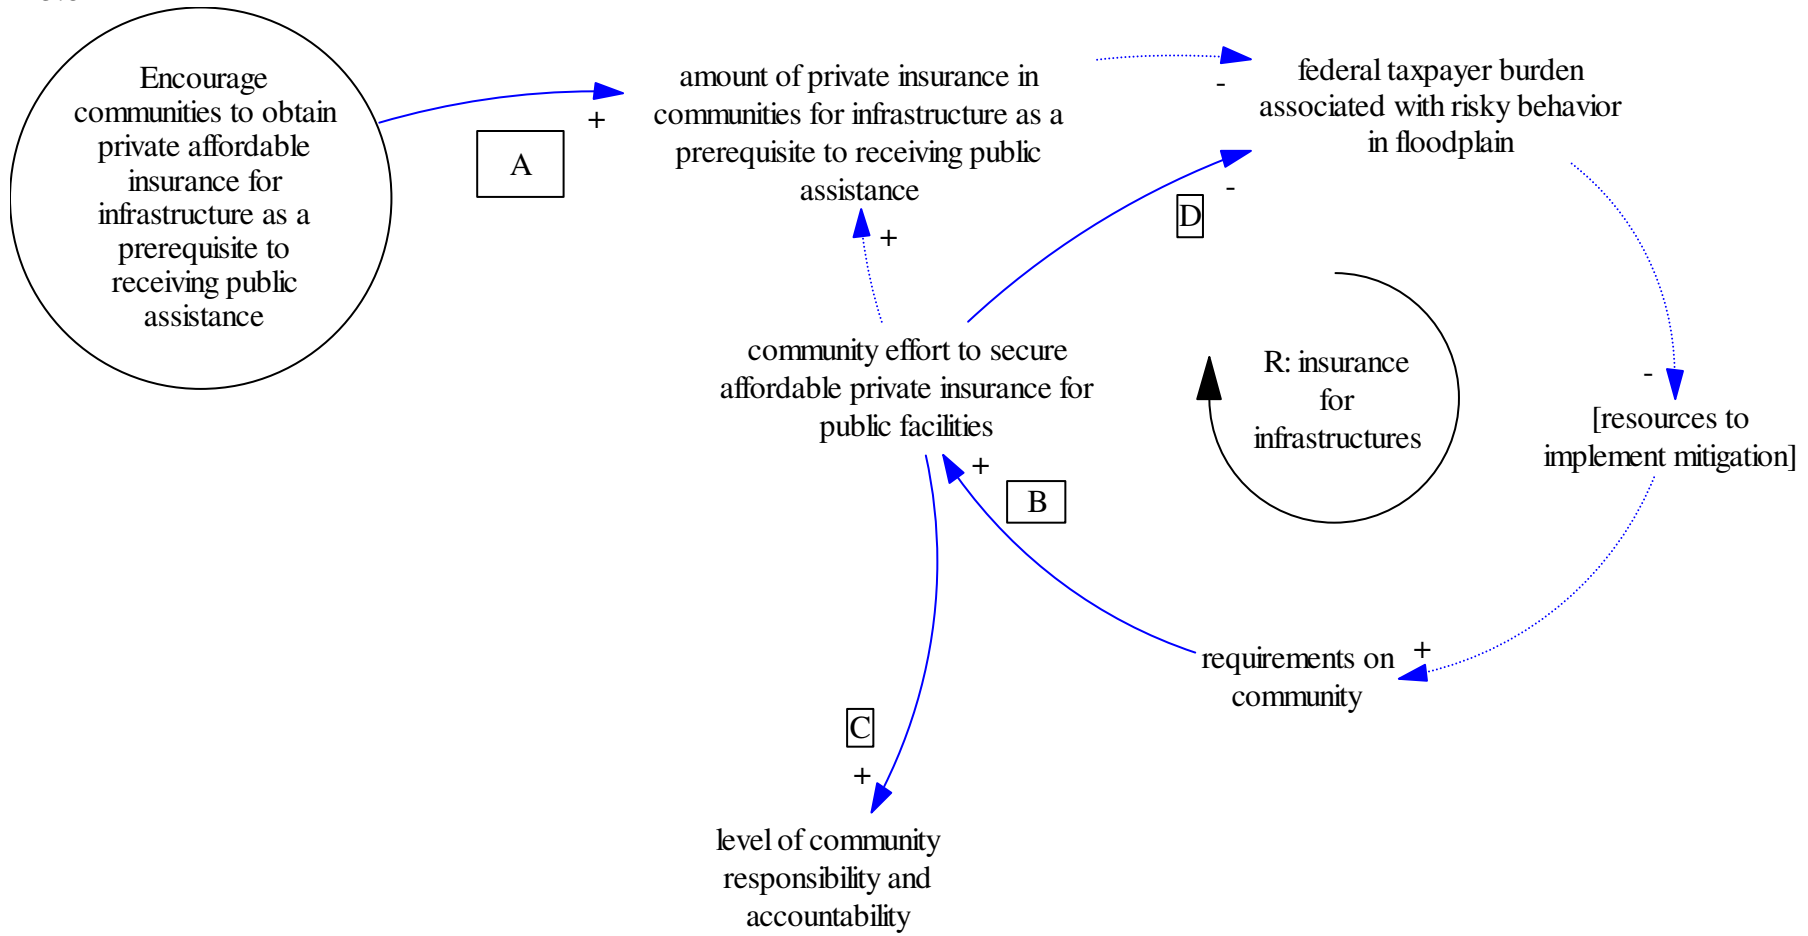 Encourage
communities to obtain
private affordable
insurance for
infrastructure as a
prerequisite to
receiving public
assistance
+
A
amount of private insurance in
communities for infrastructure as a
prerequisite to receiving public
assistance
-
federal taxpayer burden
associated with risky behavior
in floodplain
+
-
D
community effort to secure
affordable private insurance for
public facilities
R: insurance
for
infrastructures
-
[resources to
implement mitigation]
+
B
requirements on
community
+
C
+
level of community
responsibility and
accountability